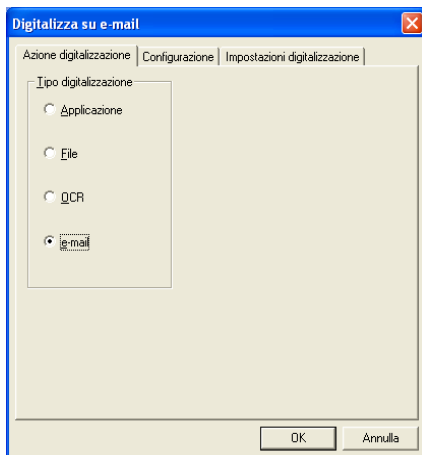 Digitalizza su e-mail
Azione digitalizzazione Configurazione Impostazioni digitalizzazione
Tipo digitalizzazione
Applicazione
File
OCR
e-mail
OK Annulla